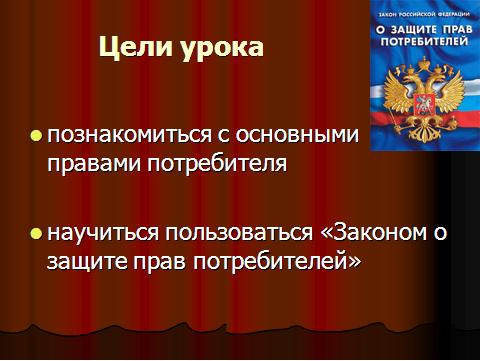 Цели урока
ЗАКОН РОССИЙСКОЙ ФЕДЕРАЦИИ
О ЗАЩИТЕ ПРАВ
ПОТРЕБИТЕЛЕЙ
познакомиться с основными
правами потребителя
научиться пользоваться «Законом о
защите прав потребителей»